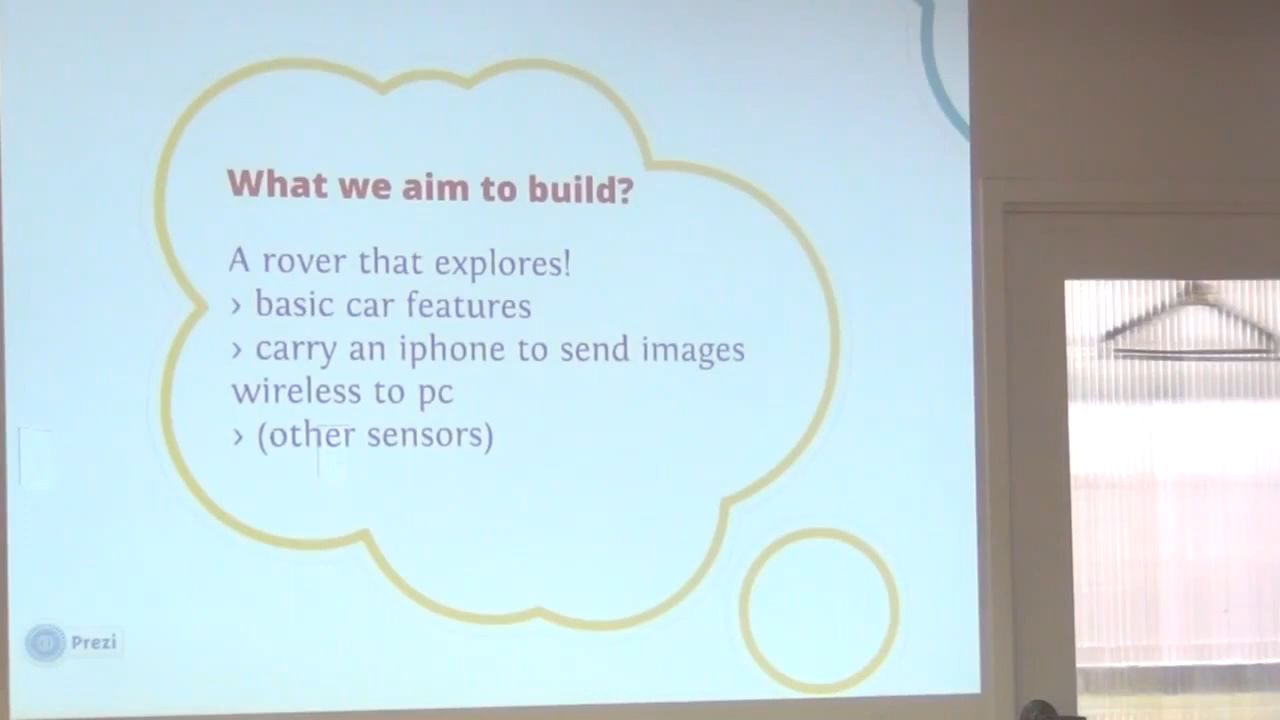 What we aim to build?
A rover that explores!
› basic car features
› carry an iphone to send images
wireless to pc
› (other sensors)
Prezi